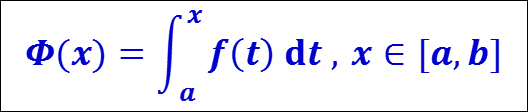 Φ(x) = ∫ₐˣ f(t) dt , x ∈ [a, b]